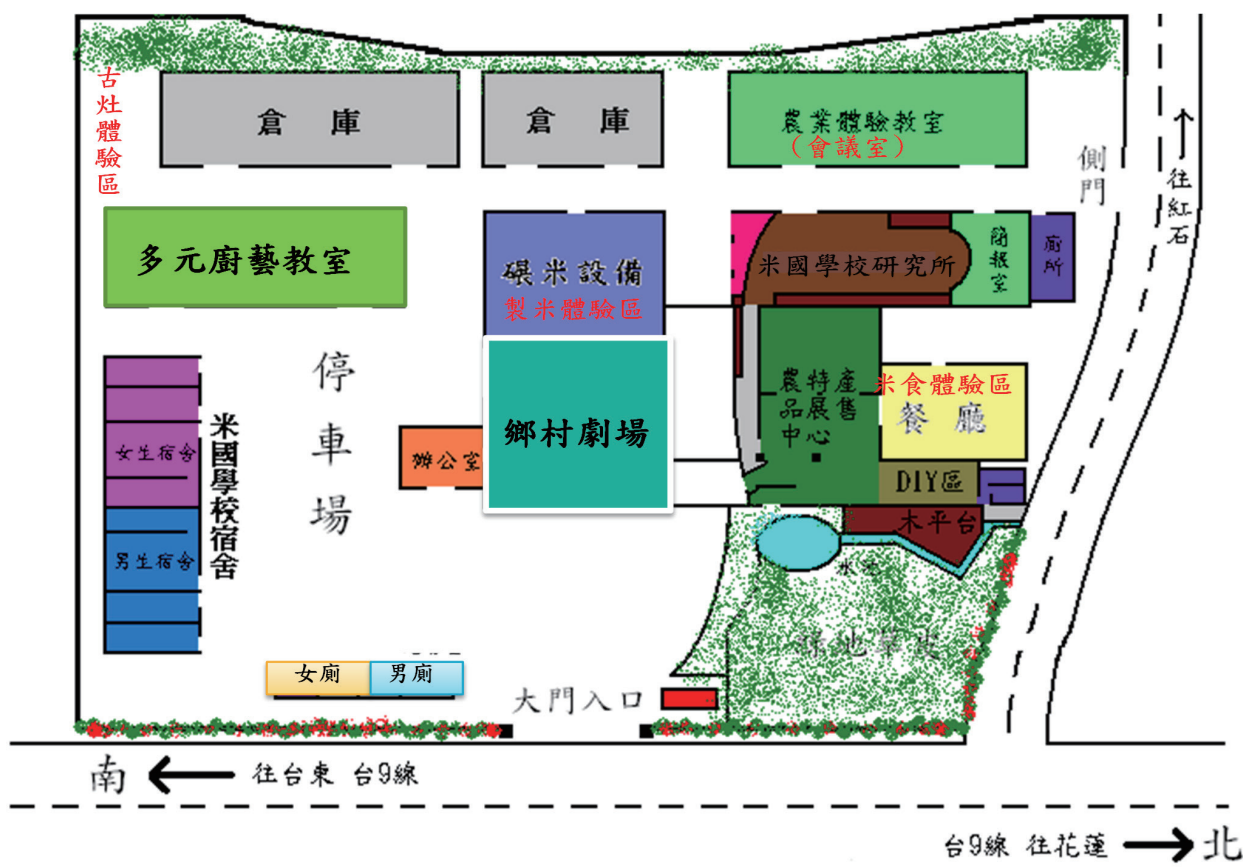 古灶體驗區
倉庫
倉庫
農業體驗教室
（會議室）
側門
往紅石
多元廚藝教室
碾米設備
製米體驗區
米國學校研究所
簡報室
廁所
停車場
農特產
品展售
中心
米食體驗區
餐廳
鄉村劇場
辦公室
女生宿舍
米國學校宿舍
男生宿舍
DIY區
木平台
水池
綠地草皮
女廁
男廁
大門入口
南
往台東 台9線
台9線 往花蓮
北